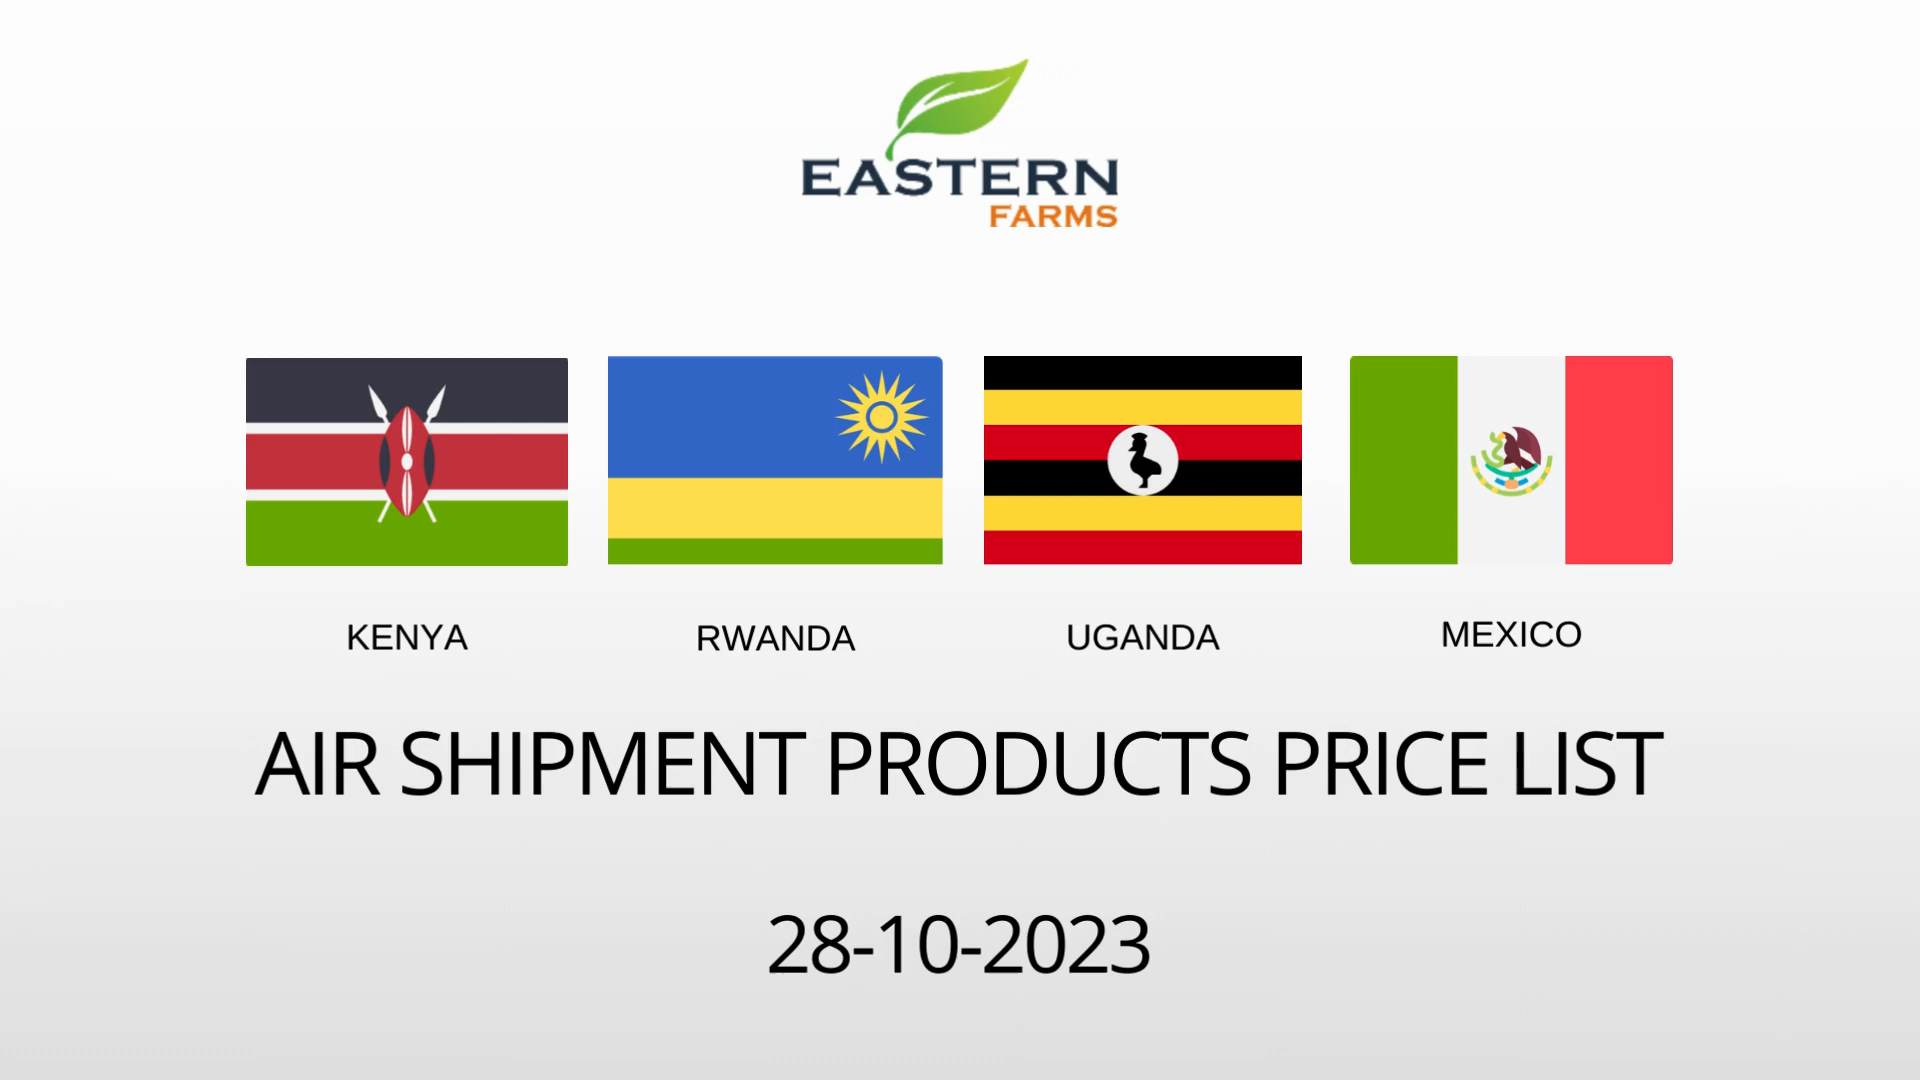 EASTERN
FARMS
KENYA
RWANDA
UGANDA
MEXICO
AIR SHIPMENT PRODUCTS PRICE LIST
28-10-2023